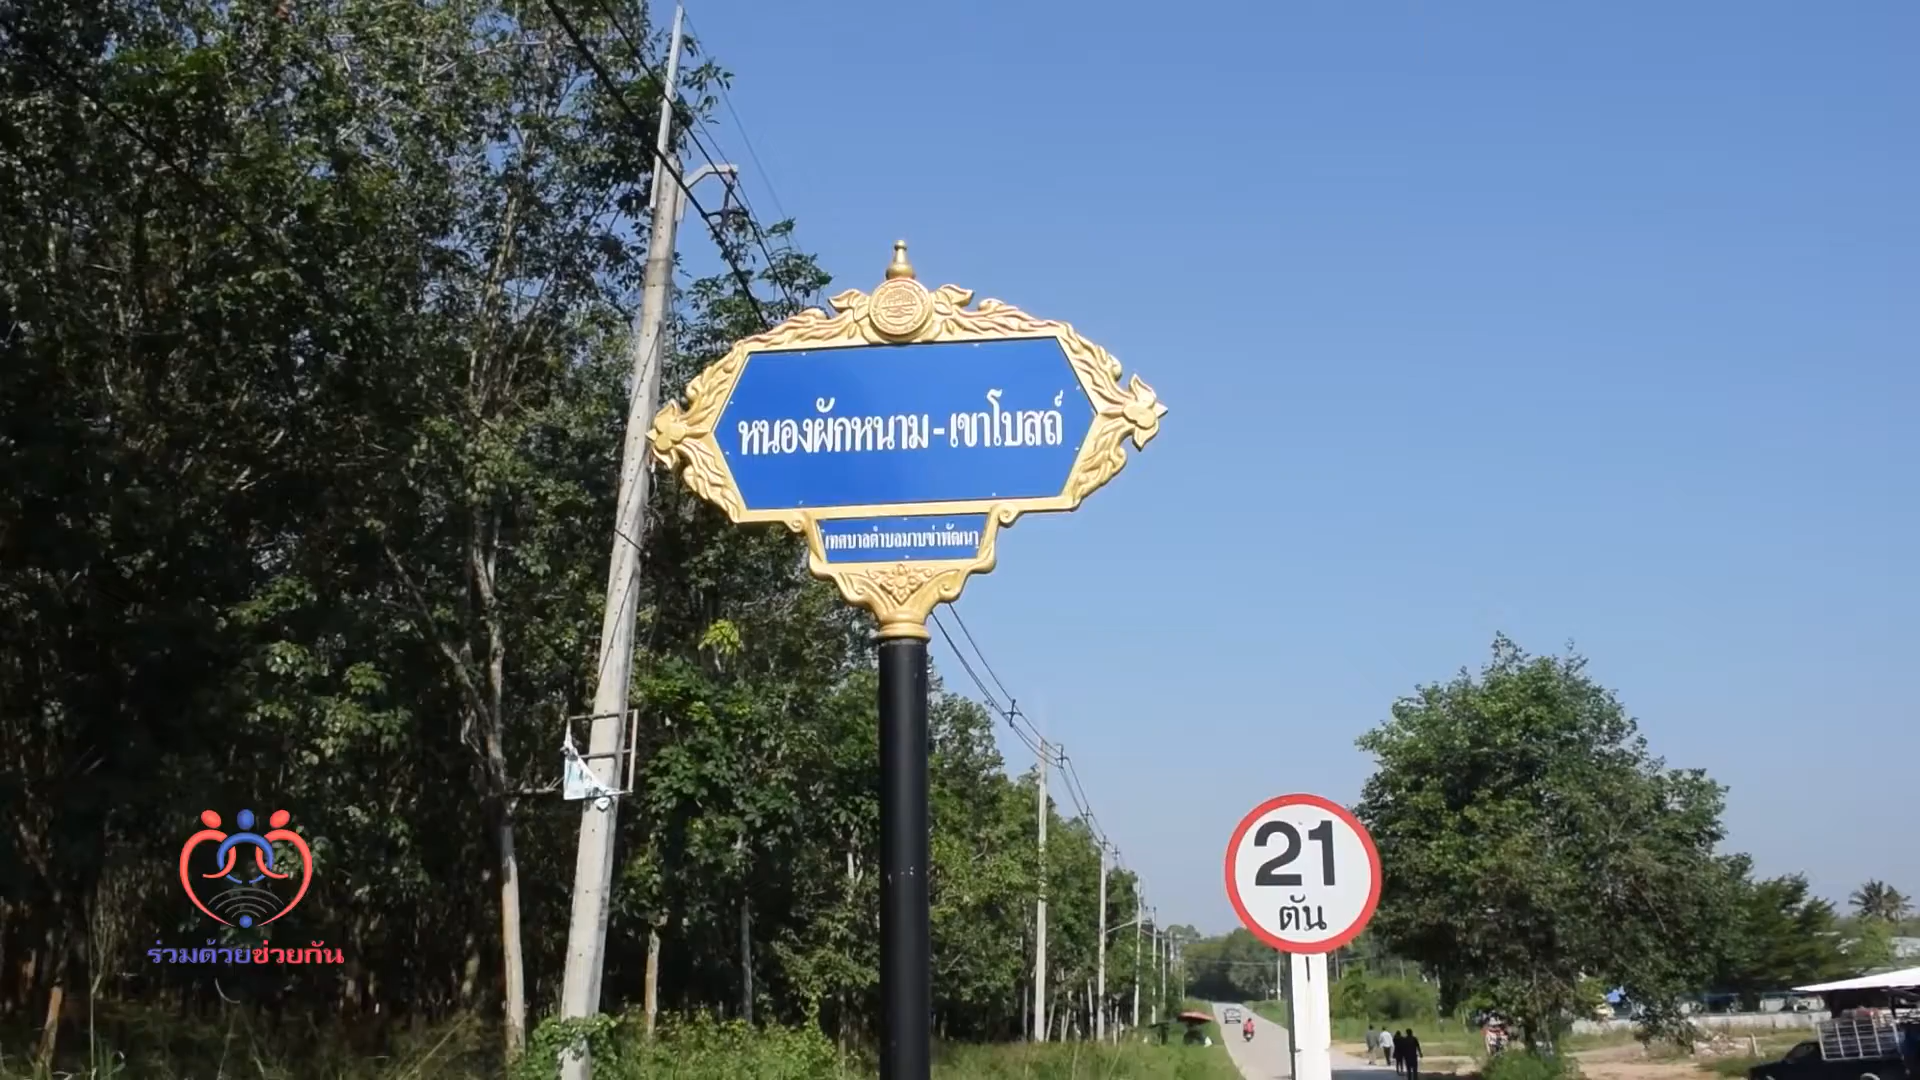 หนองผักหนาม-เขาโบสถ์
เทศบาลตำบลมาบข่าพัฒนา
21
ตัน
ร่วมด้วยช่วยกัน